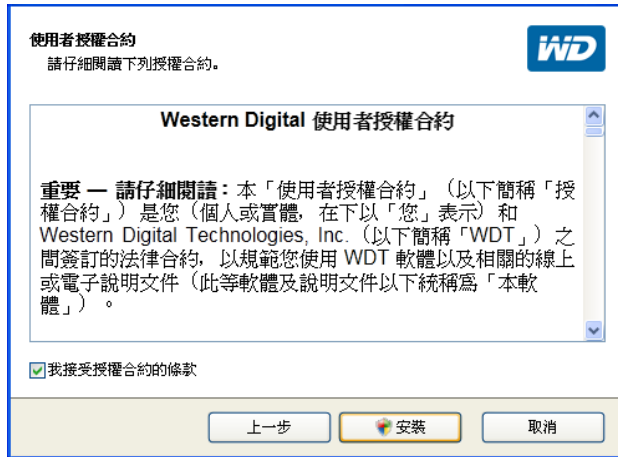 使用者授權合約
請仔細閱讀下列授權合約。
WD
Western Digital 使用者授權合約
重要 — 請仔細閱讀：本「使用者授權合約」（以下簡稱「授
權合約」）是您（個人或實體, 在下以「您」表示）和
Western Digital Technologies, Inc.（以下簡稱「WDT」）之
間簽訂的法律合約，以規範您使用 WDT 軟體以及相關的線上
或電子說明文件（此等軟體及說明文件以下統稱為「本軟
體」）。
我接受授權合約的條款
上一步
安裝
取消